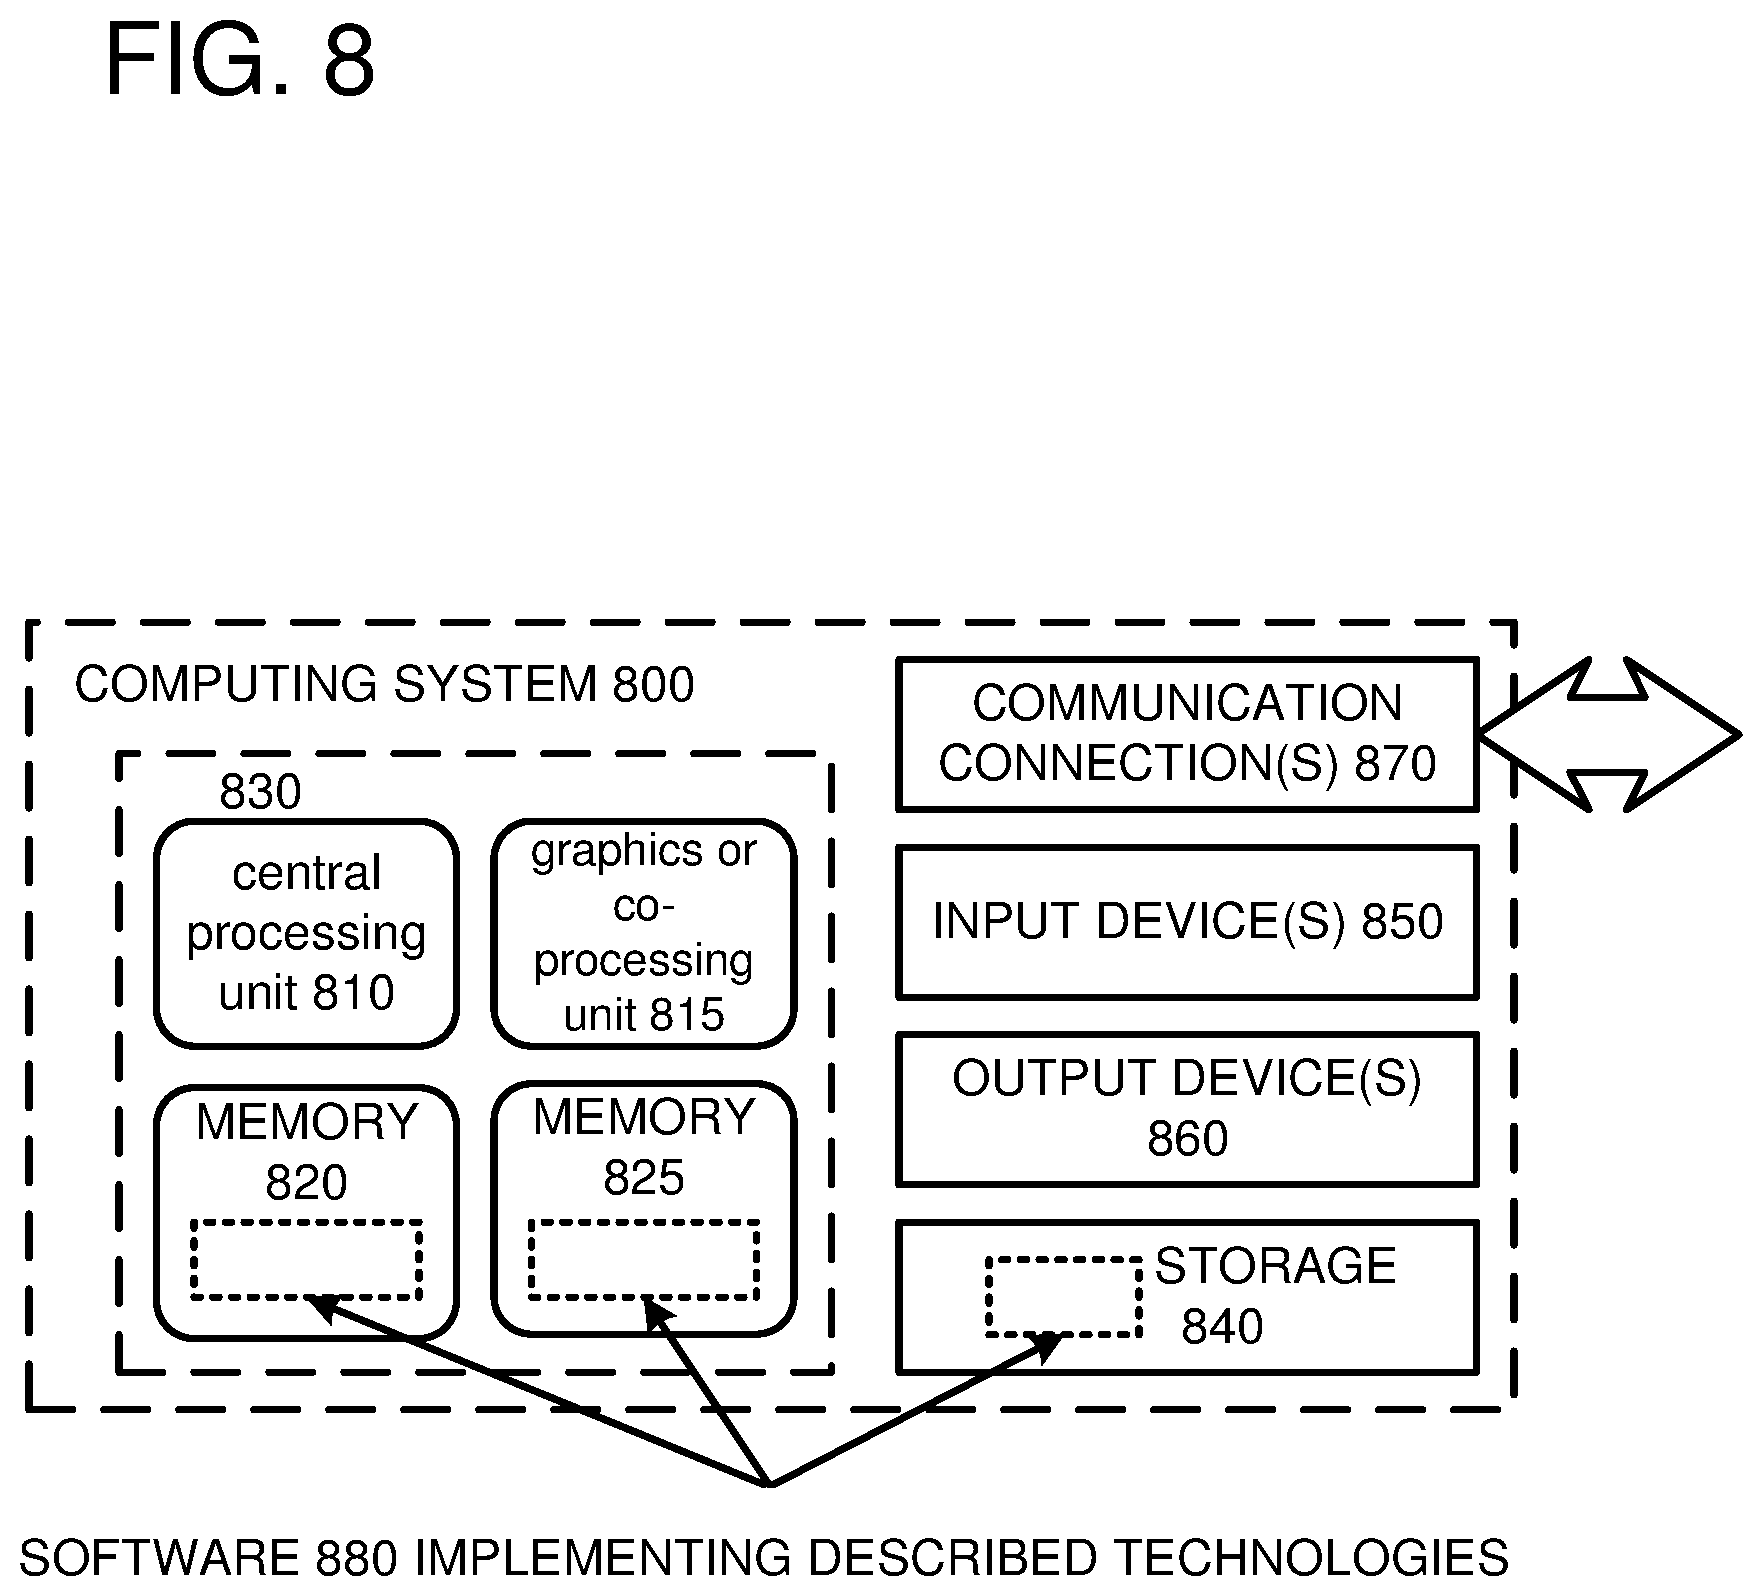 FIG. 8
COMPUTING SYSTEM 800
830
central
processing
unit 810
graphics or
co-
processing
unit 815
MEMORY
820
MEMORY
825
COMMUNICATION
CONNECTION(S) 870
INPUT DEVICE(S) 850
OUTPUT DEVICE(S)
860
STORAGE
840
SOFTWARE 880 IMPLEMENTING DESCRIBED TECHNOLOGIES